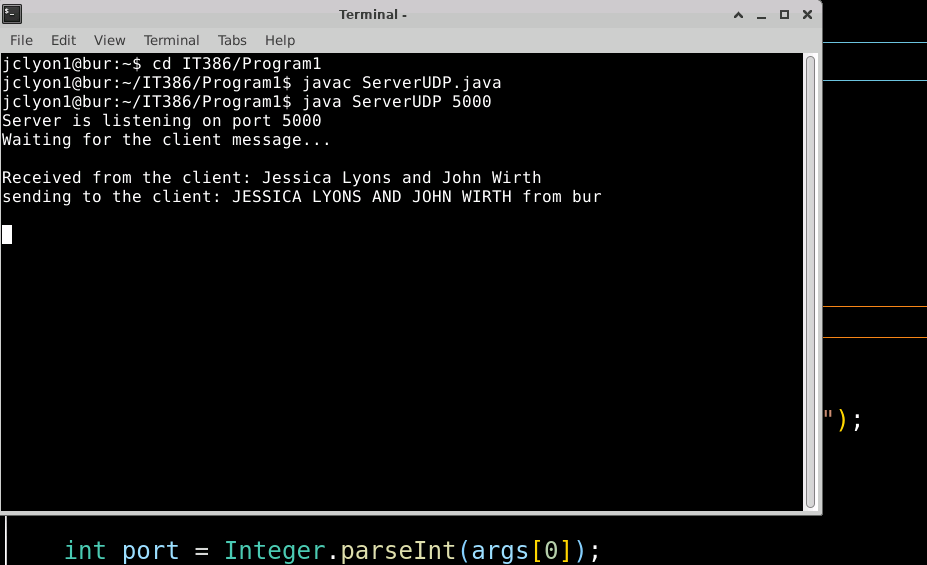 Terminal -
File Edit View Terminal Tabs Help
jclyon1@bur:~$ cd IT386/Program1
jclyon1@bur:~/IT386/Program1$ javac ServerUDP.java
jclyon1@bur:~/IT386/Program1$ java ServerUDP 5000
Server is listening on port 5000
Waiting for the client message...
Received from the client: Jessica Lyons and John Wirth
sending to the client: JESSICA LYONS AND JOHN WIRTH from bur
");
int port = Integer.parseInt(args[0]);